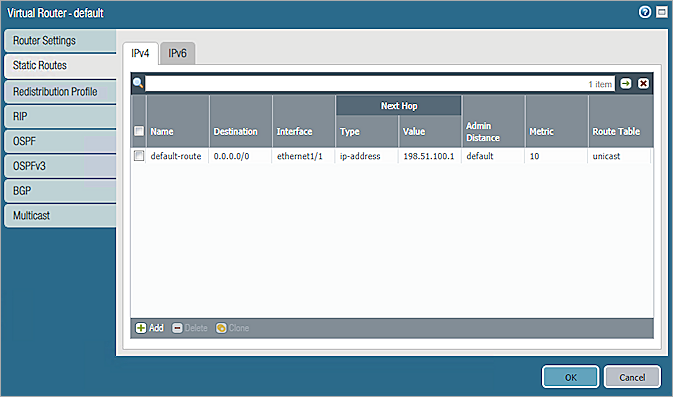 Virtual Router - default
Router Settings
Static Routes
Redistribution Profile
RIP
OSPF
OSPFv3
BGP
Multicast
IPv4 IPv6
1 item
Next Hop
Name Destination Interface Type Value Admin Distance Metric Route Table
default-route 0.0.0.0/0 ethernet1/1 ip-address 198.51.100.1 default 10 unicast
Add Delete Clone
OK Cancel